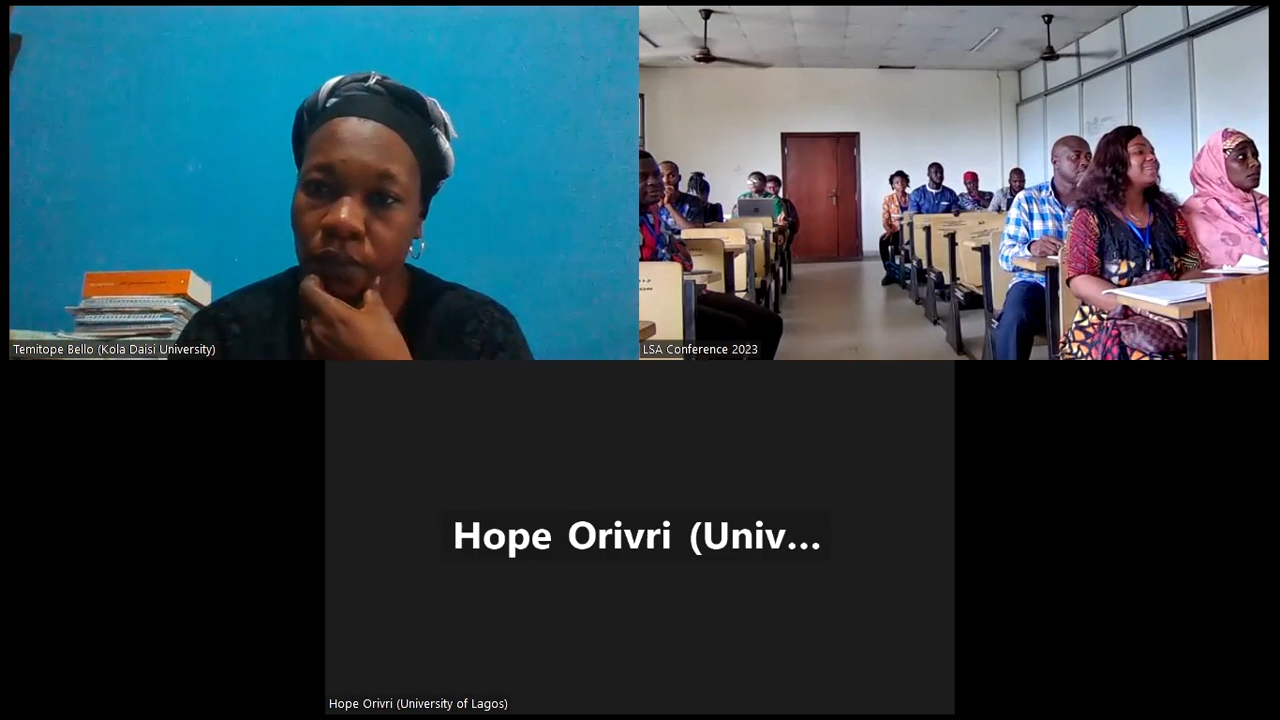 Temitope Bello (Kola Daisi University)
LSA Conference 2023
Hope Orivri (Univ...
Hope Orivri (University of Lagos)